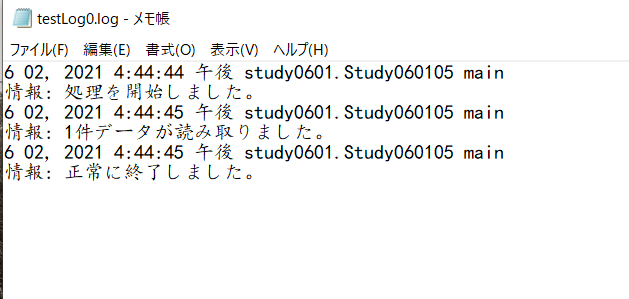 testLog0.log - メモ帳
ファイル(F) 編集(E) 書式(O) 表示(V) ヘルプ(H)
6 02, 2021 4:44:44 午後 study0601.Study060105 main
情報: 処理を開始しました。
6 02, 2021 4:44:45 午後 study0601.Study060105 main
情報: 1件データが読み取りました。
6 02, 2021 4:44:45 午後 study0601.Study060105 main
情報: 正常に終了しました。